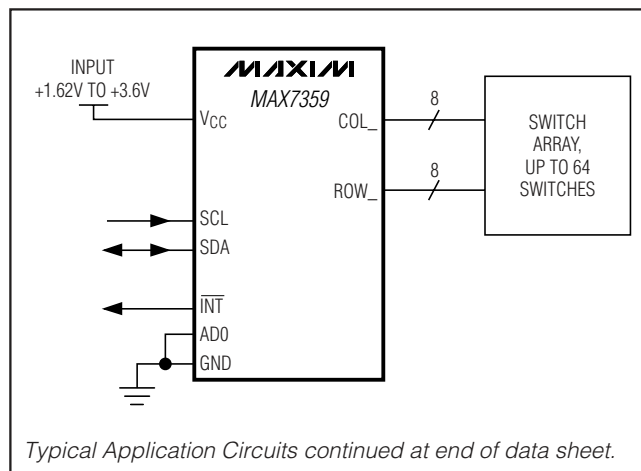 INPUT
+1.62V TO +3.6V
MAXIM
MAX7359
VCC
COL_
8
ROW_
8
SWITCH
ARRAY,
UP TO 64
SWITCHES
SCL
SDA
INT
AD0
GND
Typical Application Circuits continued at end of data sheet.